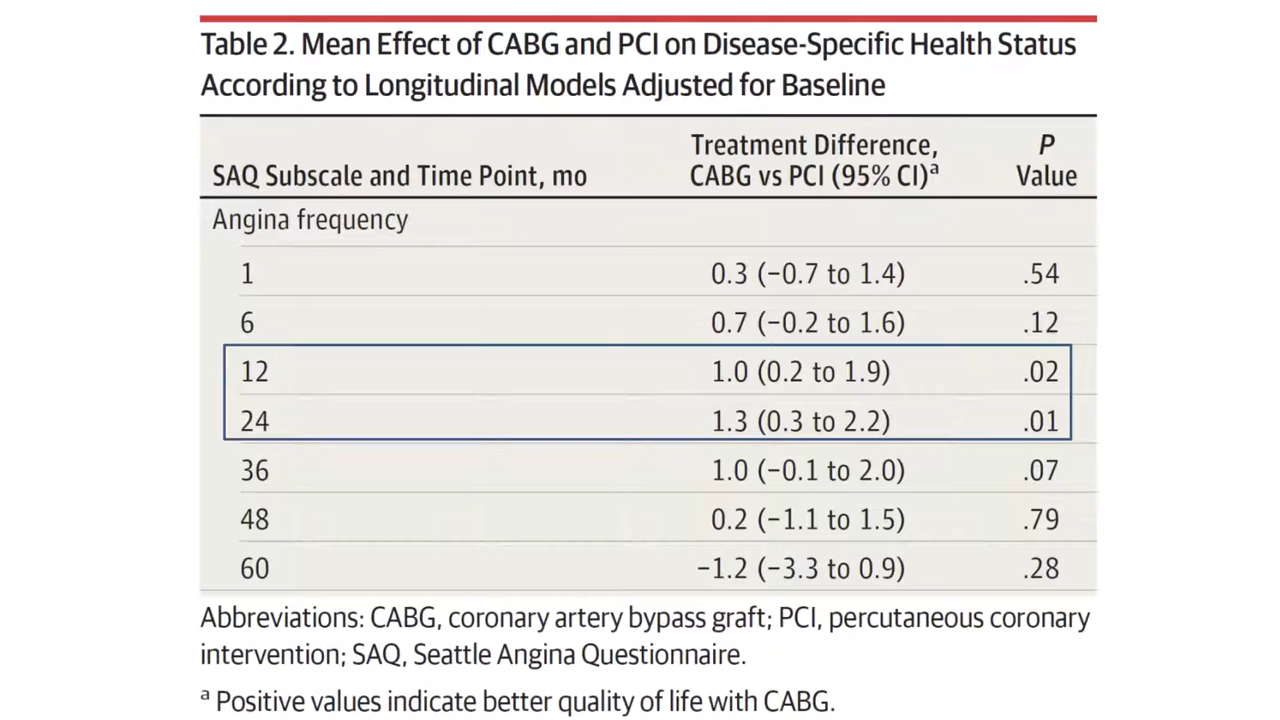 Table 2. Mean Effect of CABG and PCI on Disease-Specific Health Status
According to Longitudinal Models Adjusted for Baseline
SAQ Subscale and Time Point, mo Treatment Difference, CABG vs PCI (95% CI)ᵃ P Value
Angina frequency
1 0.3 (−0.7 to 1.4) .54
6 0.7 (−0.2 to 1.6) .12
12 1.0 (0.2 to 1.9) .02
24 1.3 (0.3 to 2.2) .01
36 1.0 (−0.1 to 2.0) .07
48 0.2 (−1.1 to 1.5) .79
60 −1.2 (−3.3 to 0.9) .28
Abbreviations: CABG, coronary artery bypass graft; PCI, percutaneous coronary
intervention; SAQ, Seattle Angina Questionnaire.
ᵃ Positive values indicate better quality of life with CABG.